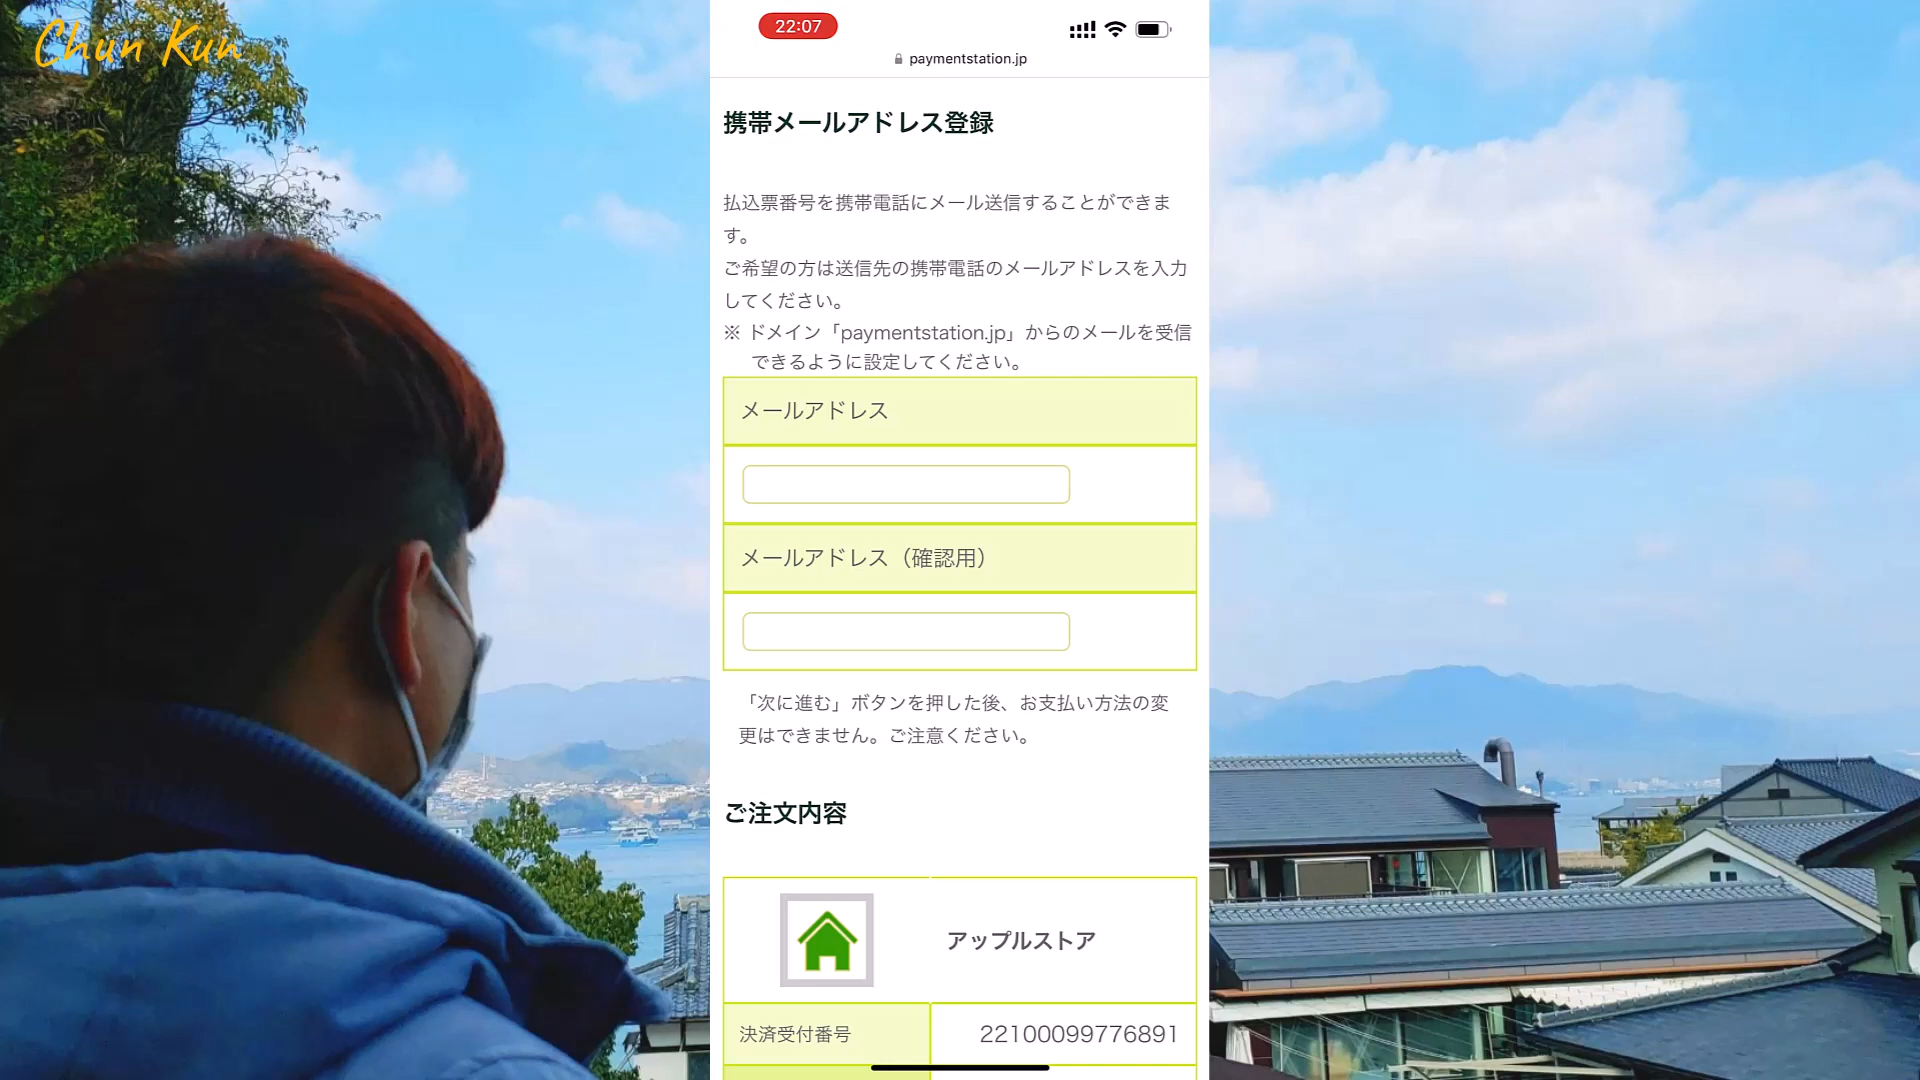 Chun Kun
22:07
paymentstation.jp
携帯メールアドレス登録
払込票番号を携帯電話にメール送信することができま
す。
ご希望の方は送信先の携帯電話のメールアドレスを入力
してください。
※ ドメイン「paymentstation.jp」からのメールを受信
できるように設定してください。
メールアドレス
メールアドレス（確認用）
「次に進む」ボタンを押した後、お支払い方法の変
更はできません。ご注意ください。
ご注文内容
アップルストア
決済受付番号 22100099776891